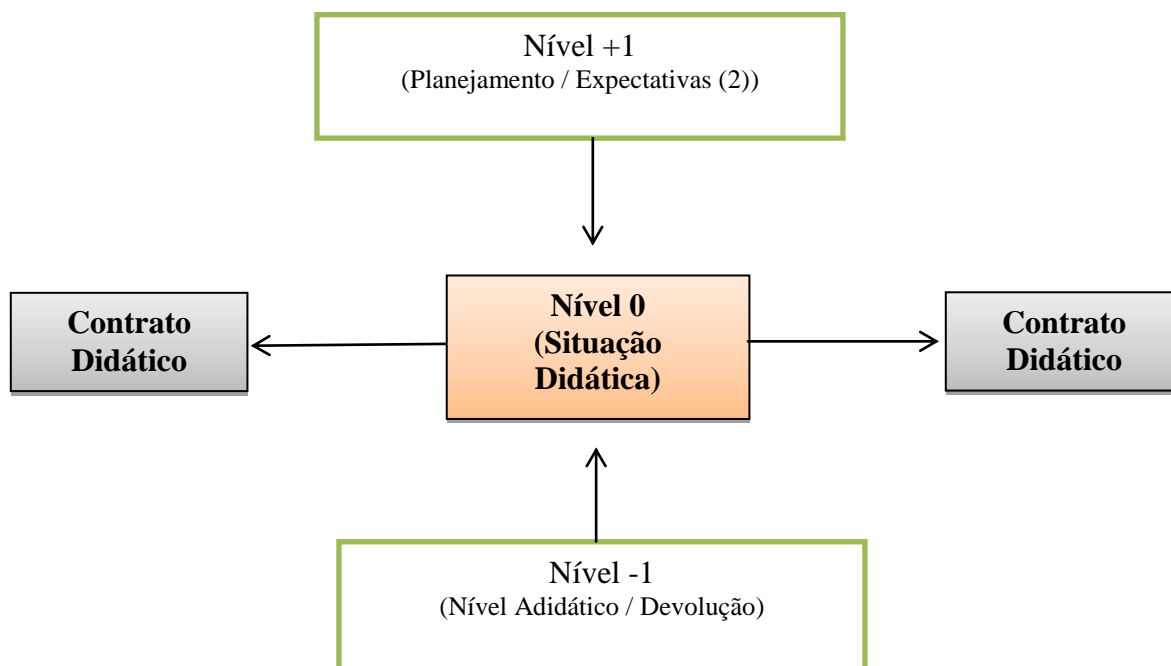 Nível +1
(Planejamento / Expectativas (2))
Contrato
Didático
Nível 0
(Situação
Didática)
Contrato
Didático
Nível -1
(Nível Adidático / Devolução)